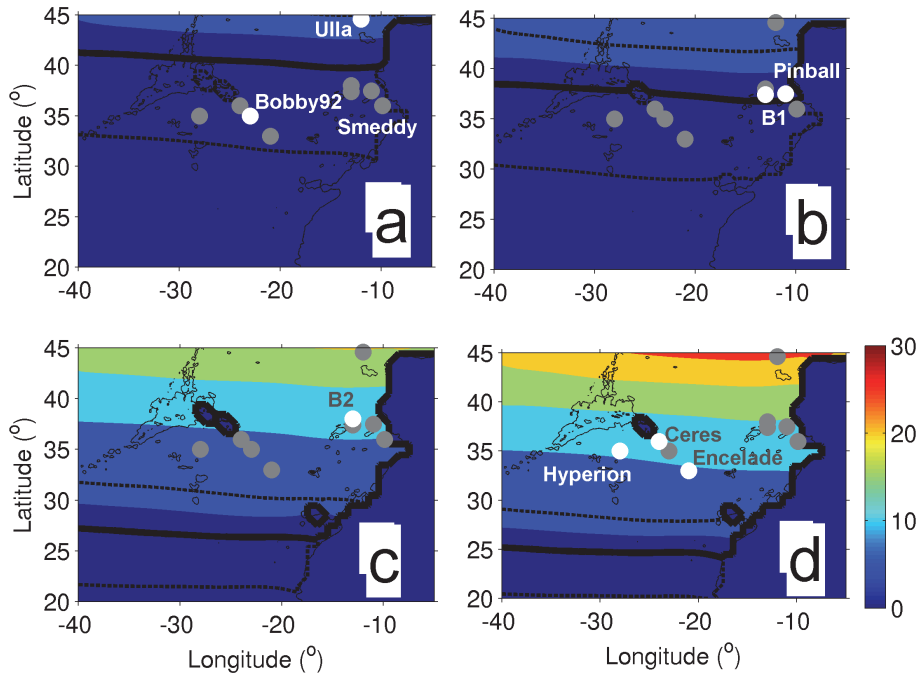 45
40
35
30
25
20
-40
-30
-20
-10
Latitude (o)
Ulla
Bobby92
Smeddy
a
45
40
35
30
25
20
-40
-30
-20
-10
Pinball
B1
b
45
40
35
30
25
20
-40
-30
-20
-10
Latitude (o)
Longitude (o)
B2
c
45
40
35
30
25
20
-40
-30
-20
-10
Longitude (o)
Ceres
Encelade
Hyperion
d
30
20
10
0